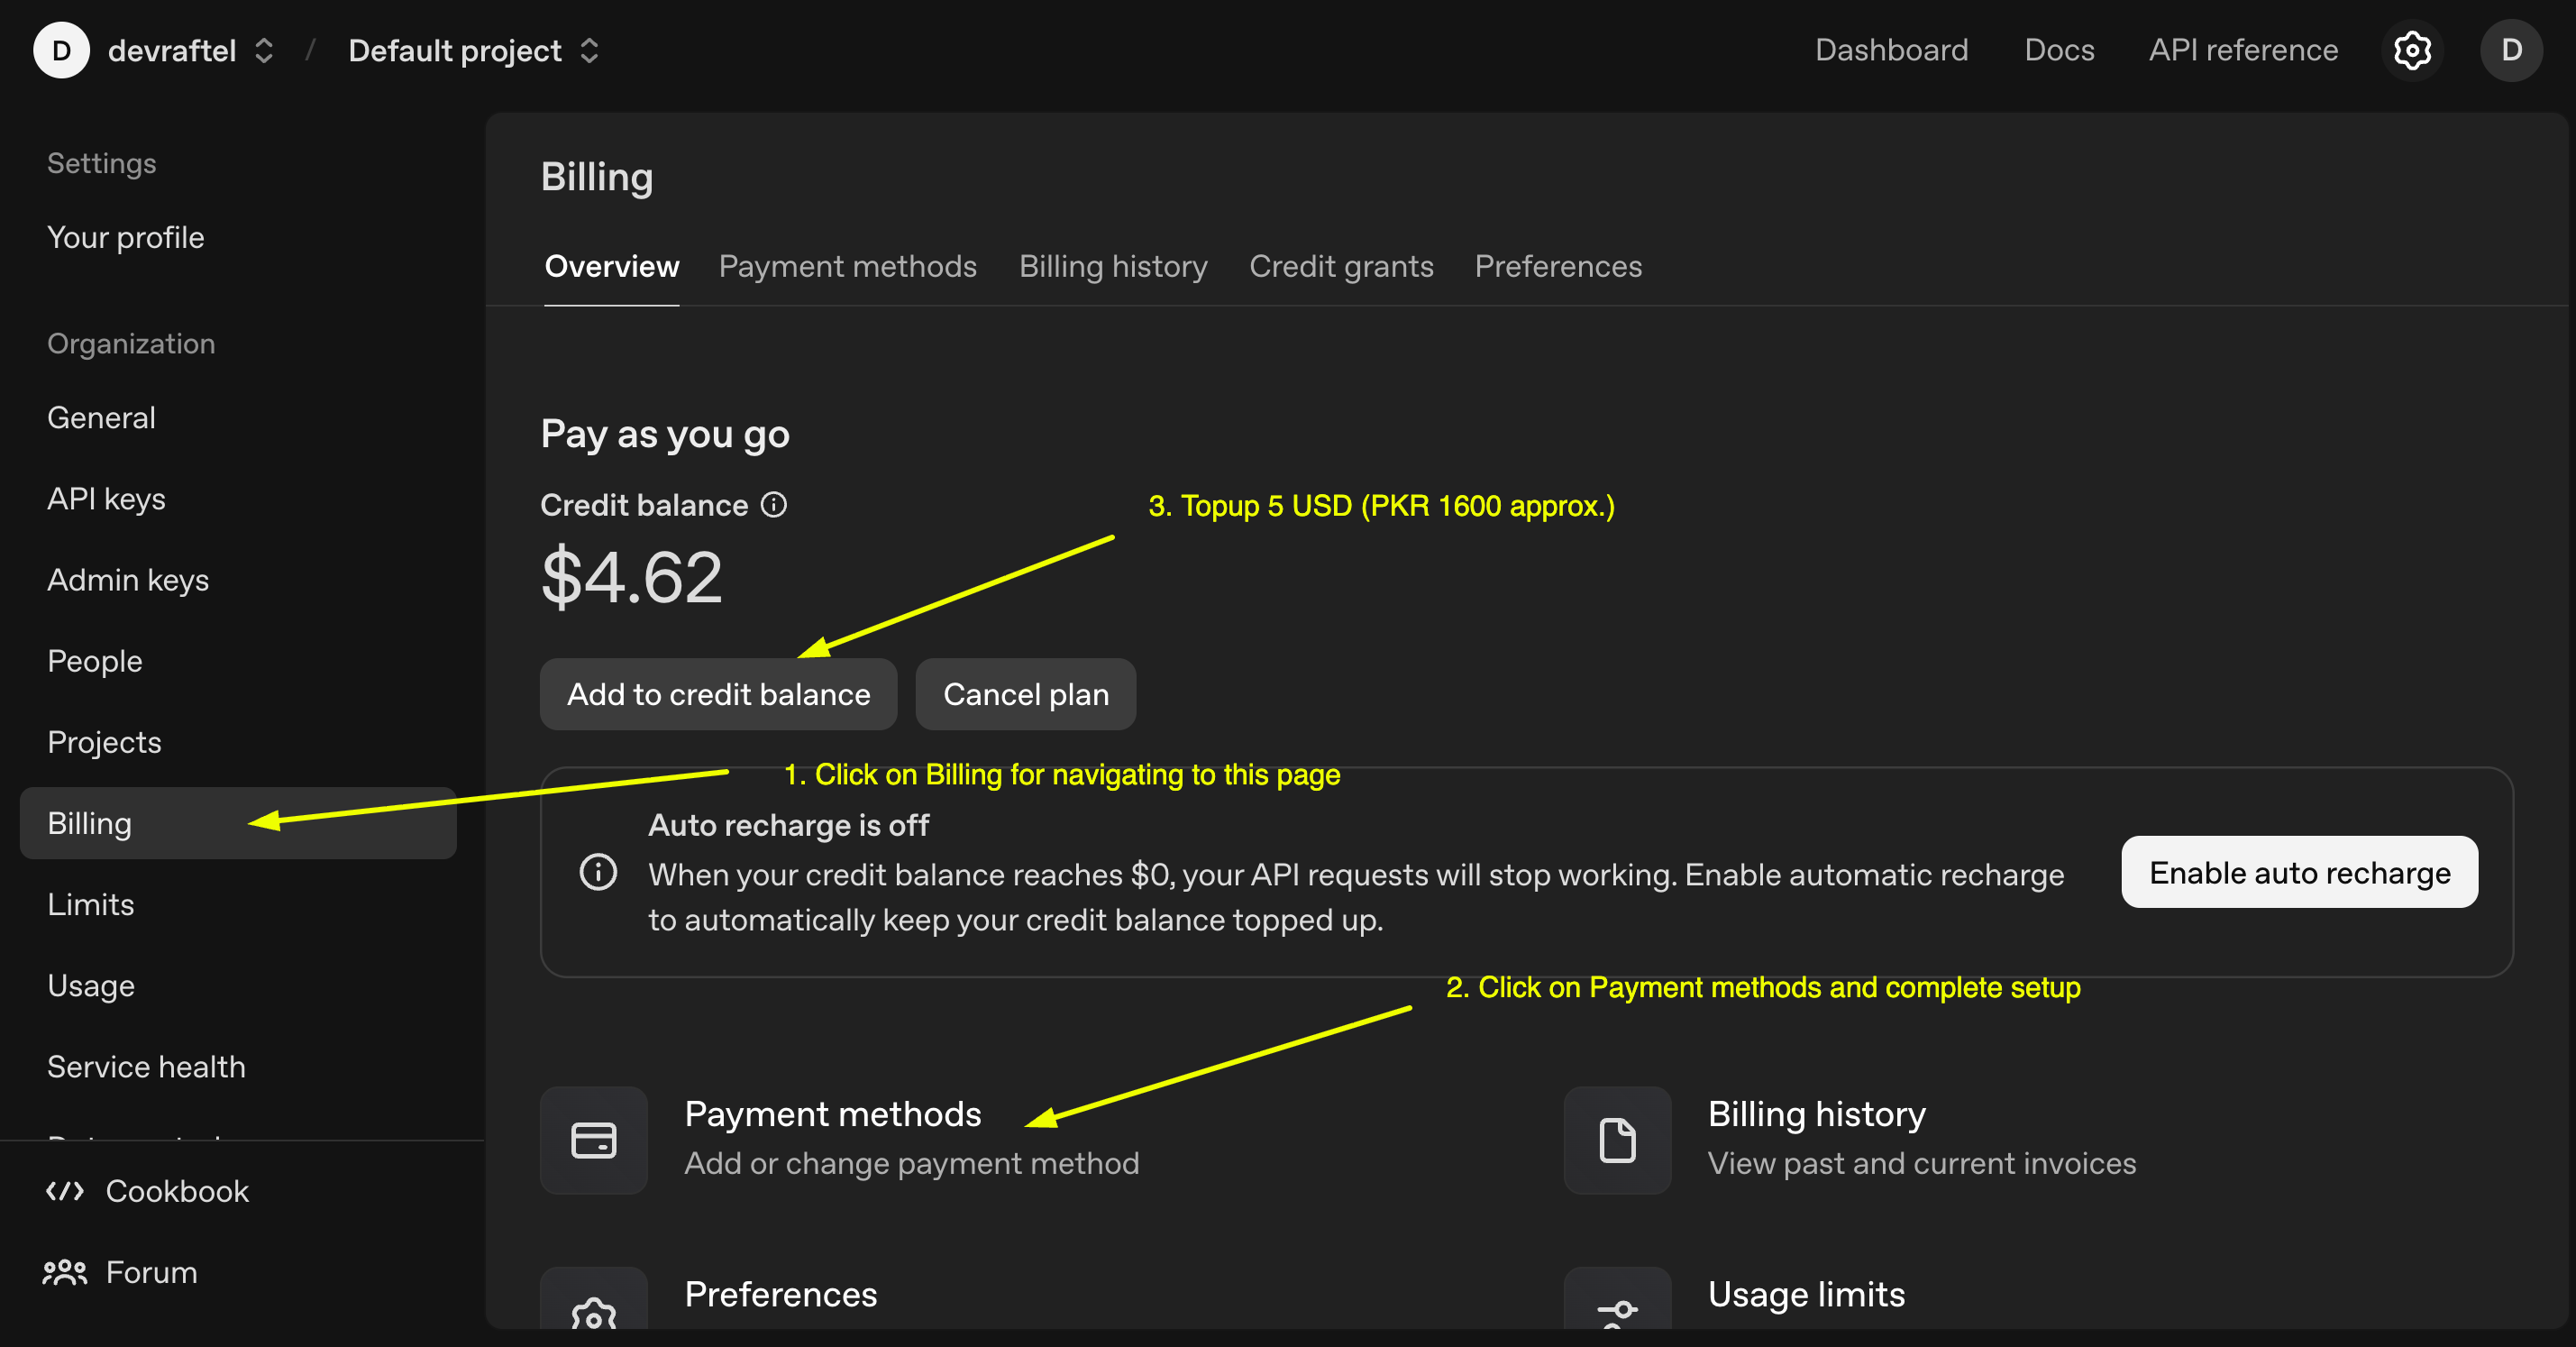 D devraftel / Default project
Dashboard Docs API reference D
Settings
Your profile
Organization
General
API keys
Admin keys
People
Projects
Billing
Limits
Usage
Service health
Cookbook
Forum
Billing
Overview Payment methods Billing history Credit grants Preferences
Pay as you go
Credit balance
3. Topup 5 USD (PKR 1600 approx.)
$4.62
Add to credit balance Cancel plan
1. Click on Billing for navigating to this page
Auto recharge is off
When your credit balance reaches $0, your API requests will stop working. Enable automatic recharge
to automatically keep your credit balance topped up.
Enable auto recharge
2. Click on Payment methods and complete setup
Payment methods
Add or change payment method
Billing history
View past and current invoices
Preferences
Usage limits